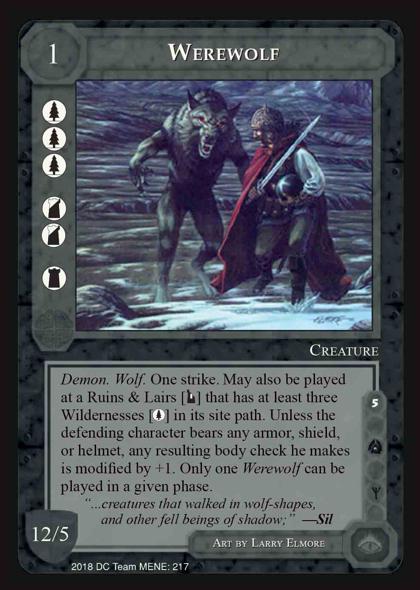 1
WEREWOLF
CREATURE
Demon. Wolf. One strike. May also be played
at a Ruins & Lairs [] that has at least three
Wildernesses [] in its site path. Unless the
defending character bears any armor, shield,
or helmet, any resulting body check he makes
is modified by +1. Only one Werewolf can be
played in a given phase.
"...creatures that walked in wolf-shapes,
and other fell beings of shadow;" —Sil
5
12/5
ART BY LARRY ELMORE
2018 DC Team MENE: 217